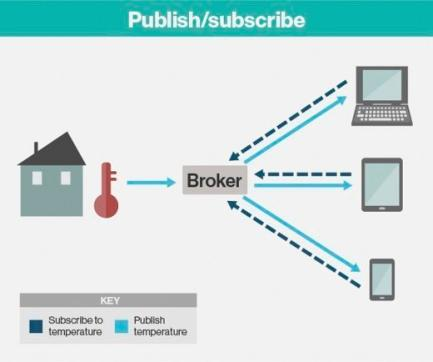 Publish/subscribe
Broker
KEY
Subscribe to
temperature
Publish
temperature